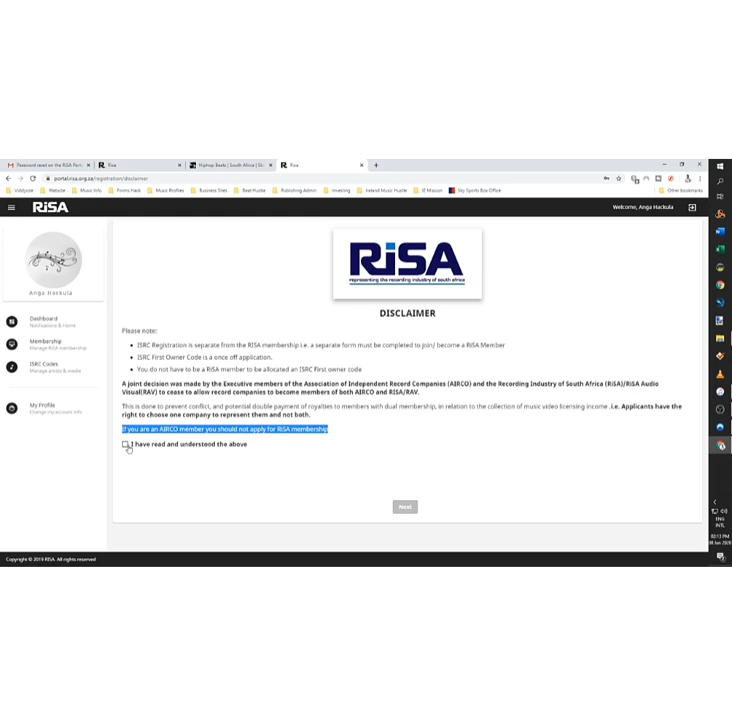 Password reset on the RISA Port
Risa
Hiphop Beats | South Africa | SL
Risa
portal.risa.org.za/registration/disclaimer
Viddyoze
Website
Music Info
Forms Hack
Music Profiles
Business Sites
Beat Hustle
Publishing Admin
Investing
Ireland Music Hustle
IE Mission
Sky Sports Box Office
Other bookmarks
RiSA
Welcome, Anga Hackula
RiSA
representing the recording industry of south africa
Anga Hackula
DISCLAIMER
Dashboard
Notifications & Home
Membership
Manage RISA membership
ISRC Codes
Manage artists & media
My Profile
Change my account info
Please note:
ISRC Registration is separate from the RISA membership i.e. a separate form must be completed to join/ become a RISA Member
ISRC First Owner Code is a once off application.
You do not have to be a RISA member to be allocated an ISRC First owner code
A joint decision was made by the Executive members of the Association of Independent Record Companies (AIRCO) and the Recording Industry of South Africa (RiSA)/RiSA Audio
Visual(RAV) to cease to allow record companies to become members of both AIRCO and RISA/RAV.
This is done to prevent conflict, and potential double payment of royalties to members with dual membership, in relation to the collection of music video licensing income .i.e. Applicants have the
right to choose one company to represent them and not both.
If you are an AIRCO member you should not apply for RiSA membership
I have read and understood the above
Next
Copyright © 2019 RISA. All rights reserved
ENG
INTL
02:13 PM